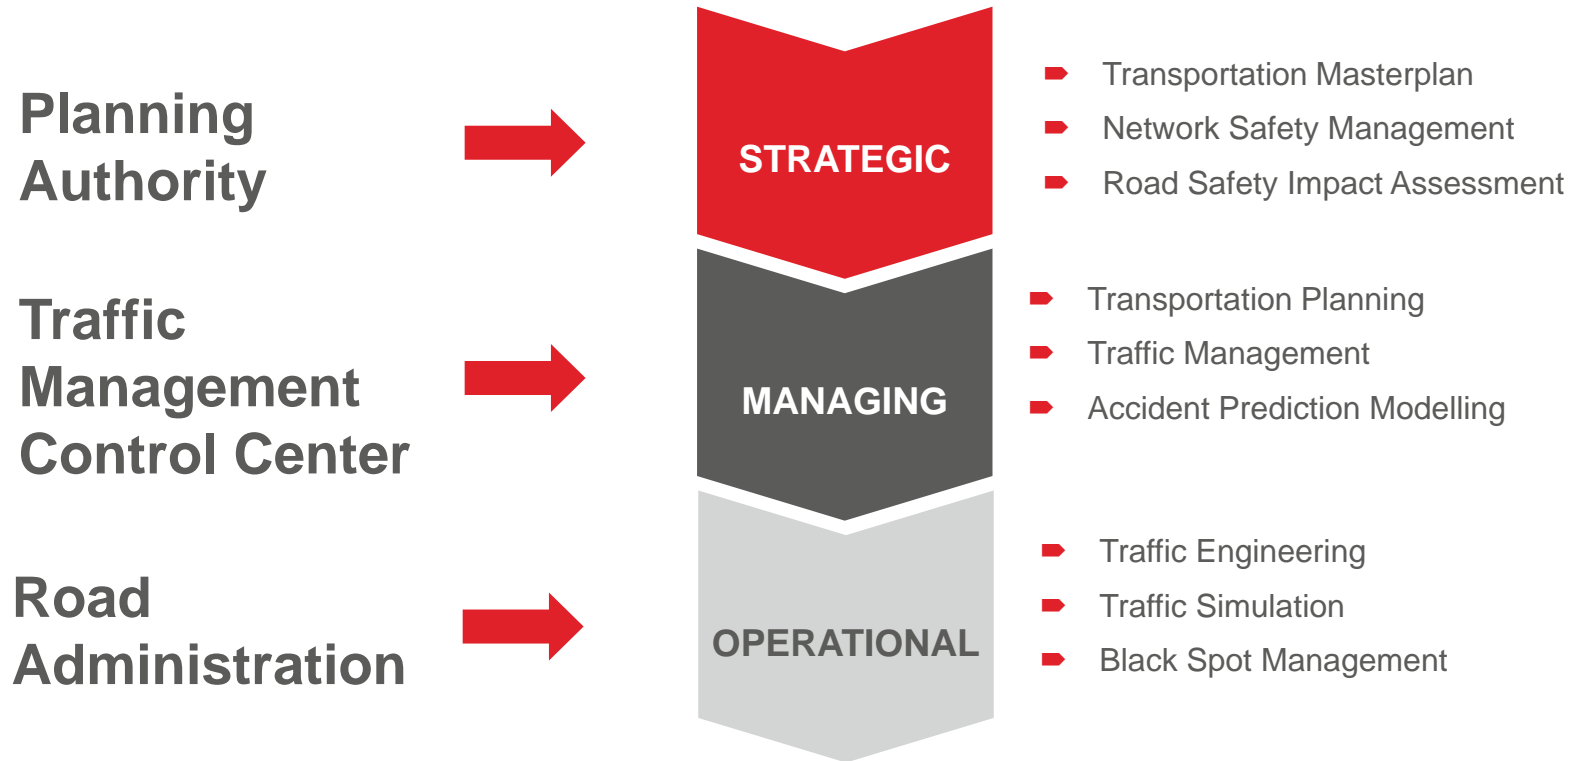 Planning
Authority
STRATEGIC
Transportation Masterplan
Network Safety Management
Road Safety Impact Assessment
Traffic
Management
Control Center
MANAGING
Transportation Planning
Traffic Management
Accident Prediction Modelling
Road
Administration
OPERATIONAL
Traffic Engineering
Traffic Simulation
Black Spot Management